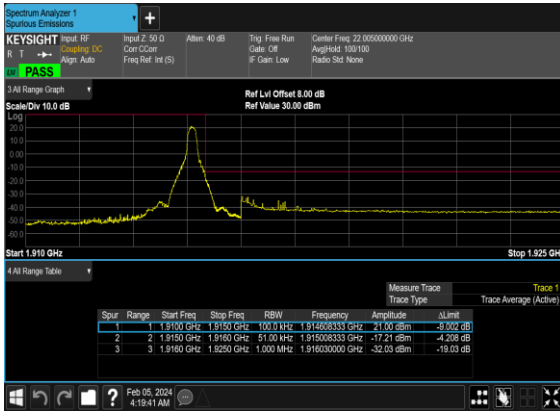 Spectrum Analyzer 1
Spurious Emissions
KEYSIGHT Input: RF Input Z: 50 Ω Atten: 40 dB Trig: Free Run Center Freq: 22.005000000 GHz
R T Coupling: DC Corr CCorr Gate: Off Avg|Hold: 100/100
Align: Auto Freq Ref: Int (S) IF Gain: Low Radio Std: None
PASS
3 All Range Graph
Ref Lvl Offset 8.00 dB
Scale/Div 10.0 dB Ref Value 30.00 dBm
Log
20.0
10.0
0.00
-10.0
-20.0
-30.0
-40.0
-50.0
-60.0
Start 1.910 GHz Stop 1.925 GH
4 All Range Table
Measure Trace Trace 1
Trace Type Trace Average (Active)
Spur Range Start Freq Stop Freq RBW Frequency Amplitude ΔLimit
1 1 1.9100 GHz 1.9150 GHz 100.0 kHz 1.914608333 GHz 21.00 dBm -9.002 dB
2 2 1.9150 GHz 1.9160 GHz 51.00 kHz 1.915008333 GHz -17.21 dBm -4.208 dB
3 3 1.9160 GHz 1.9250 GHz 1.000 MHz 1.916030000 GHz -32.03 dBm -19.03 dB
Feb 05, 2024
4:19:41 AM